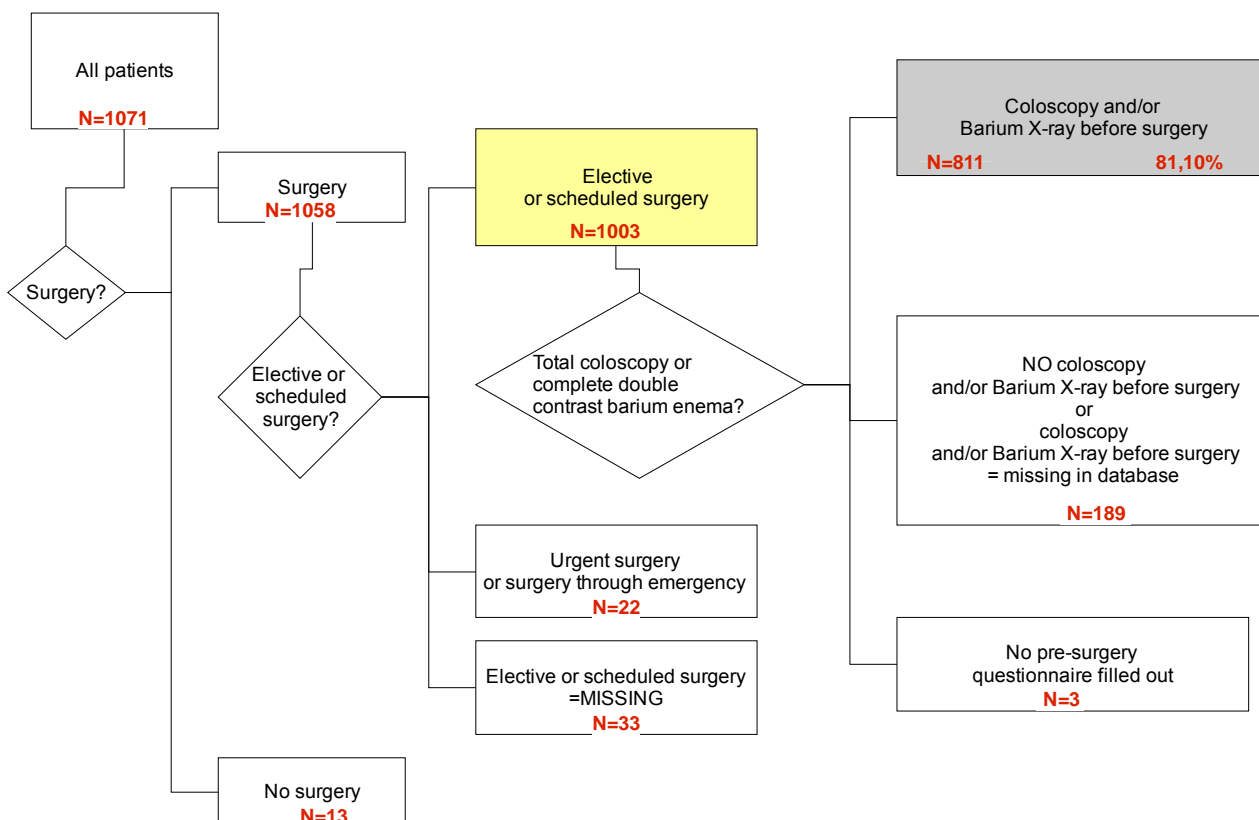 All patients
N=1071
Surgery?
Surgery
N=1058
Elective or
scheduled
surgery?
No surgery
N=13
Elective
or scheduled surgery
N=1003
Total coloscopy or
complete double
contrast barium enema?
Urgent surgery
or surgery through emergency
N=22
Elective or scheduled surgery
=MISSING
N=33
Coloscopy and/or
Barium X-ray before surgery
N=811 81,10%
NO coloscopy
and/or Barium X-ray before surgery
or
coloscopy
and/or Barium X-ray before surgery
= missing in database
N=189
No pre-surgery
questionnaire filled out
N=3